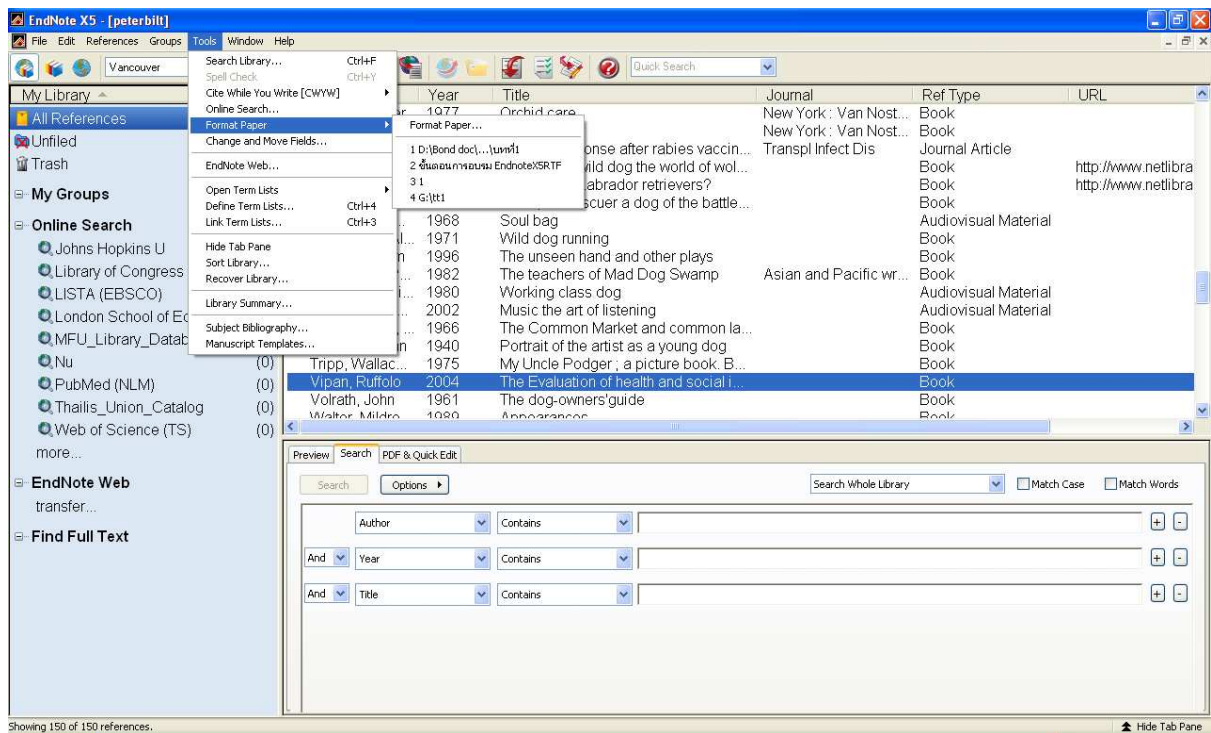 EndNote X5 - [peterbilt]
File Edit References Groups Tools Window Help
Vancouver
Quick Search
My Library
All References
Unfiled
Trash
My Groups
Online Search
Johns Hopkins U
Library of Congress
LISTA (EBSCO)
London School of Ec
MFU_Library_Datab
Nu (0)
PubMed (NLM) (0)
Thailis_Union_Catalog (0)
Web of Science (TS) (0)
more...
EndNote Web
transfer...
Find Full Text
Search Library... Ctrl+F
Spell Check Ctrl+Y
Cite While You Write [CWYW]
Online Search...
Format Paper
Change and Move Fields...
EndNote Web...
Open Term Lists
Define Term Lists... Ctrl+4
Link Term Lists... Ctrl+3
Hide Tab Pane
Sort Library...
Recover Library...
Library Summary...
Subject Bibliography...
Manuscript Templates...
Format Paper...
1 D:\Bond doc\...\บทที่1
2 ขั้นตอนการอบรม EndnoteX5RTF
3 1
4 G:\tt1
Year Title Journal Ref Type URL
1977 Orchid care New York : Van Nost... Book
New York : Van Nost... Book
onse after rabies vaccin... Transpl Infect Dis Journal Article
ild dog the world of wol... Book http://www.netlibra
abrador retrievers? Book http://www.netlibra
scuer a dog of the battle... Book
1968 Soul bag Audiovisual Material
1971 Wild dog running Book
1996 The unseen hand and other plays Book
1982 The teachers of Mad Dog Swamp Asian and Pacific wr... Book
1980 Working class dog Audiovisual Material
2002 Music the art of listening Audiovisual Material
1966 The Common Market and common la... Book
1940 Portrait of the artist as a young dog Book
Tripp, Wallac... 1975 My Uncle Podger ; a picture book. B... Book
Vipan, Ruffolo 2004 The Evaluation of health and social i... Book
Volrath, John 1961 The dog-owners'guide Book
Walter, Mildre 1989 Appearances Book
Preview Search PDF & Quick Edit
Search Options Search Whole Library Match Case Match Words
Author Contains + -
And Year Contains + -
And Title Contains + -
Showing 150 of 150 references. Hide Tab Pane